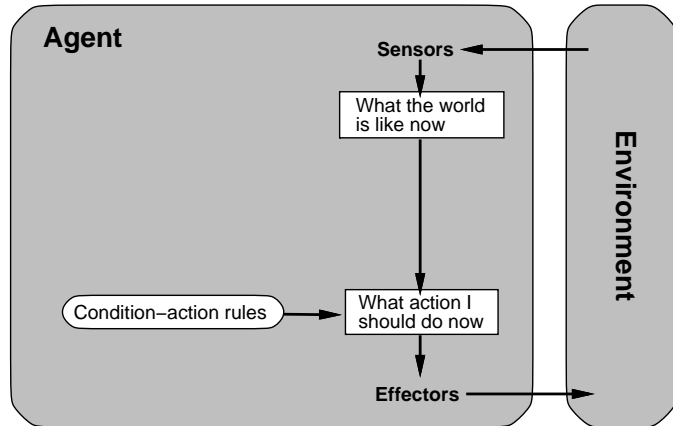 Agent
Sensors
What the world
is like now
Environment
Condition−action rules
What action I
should do now
Effectors